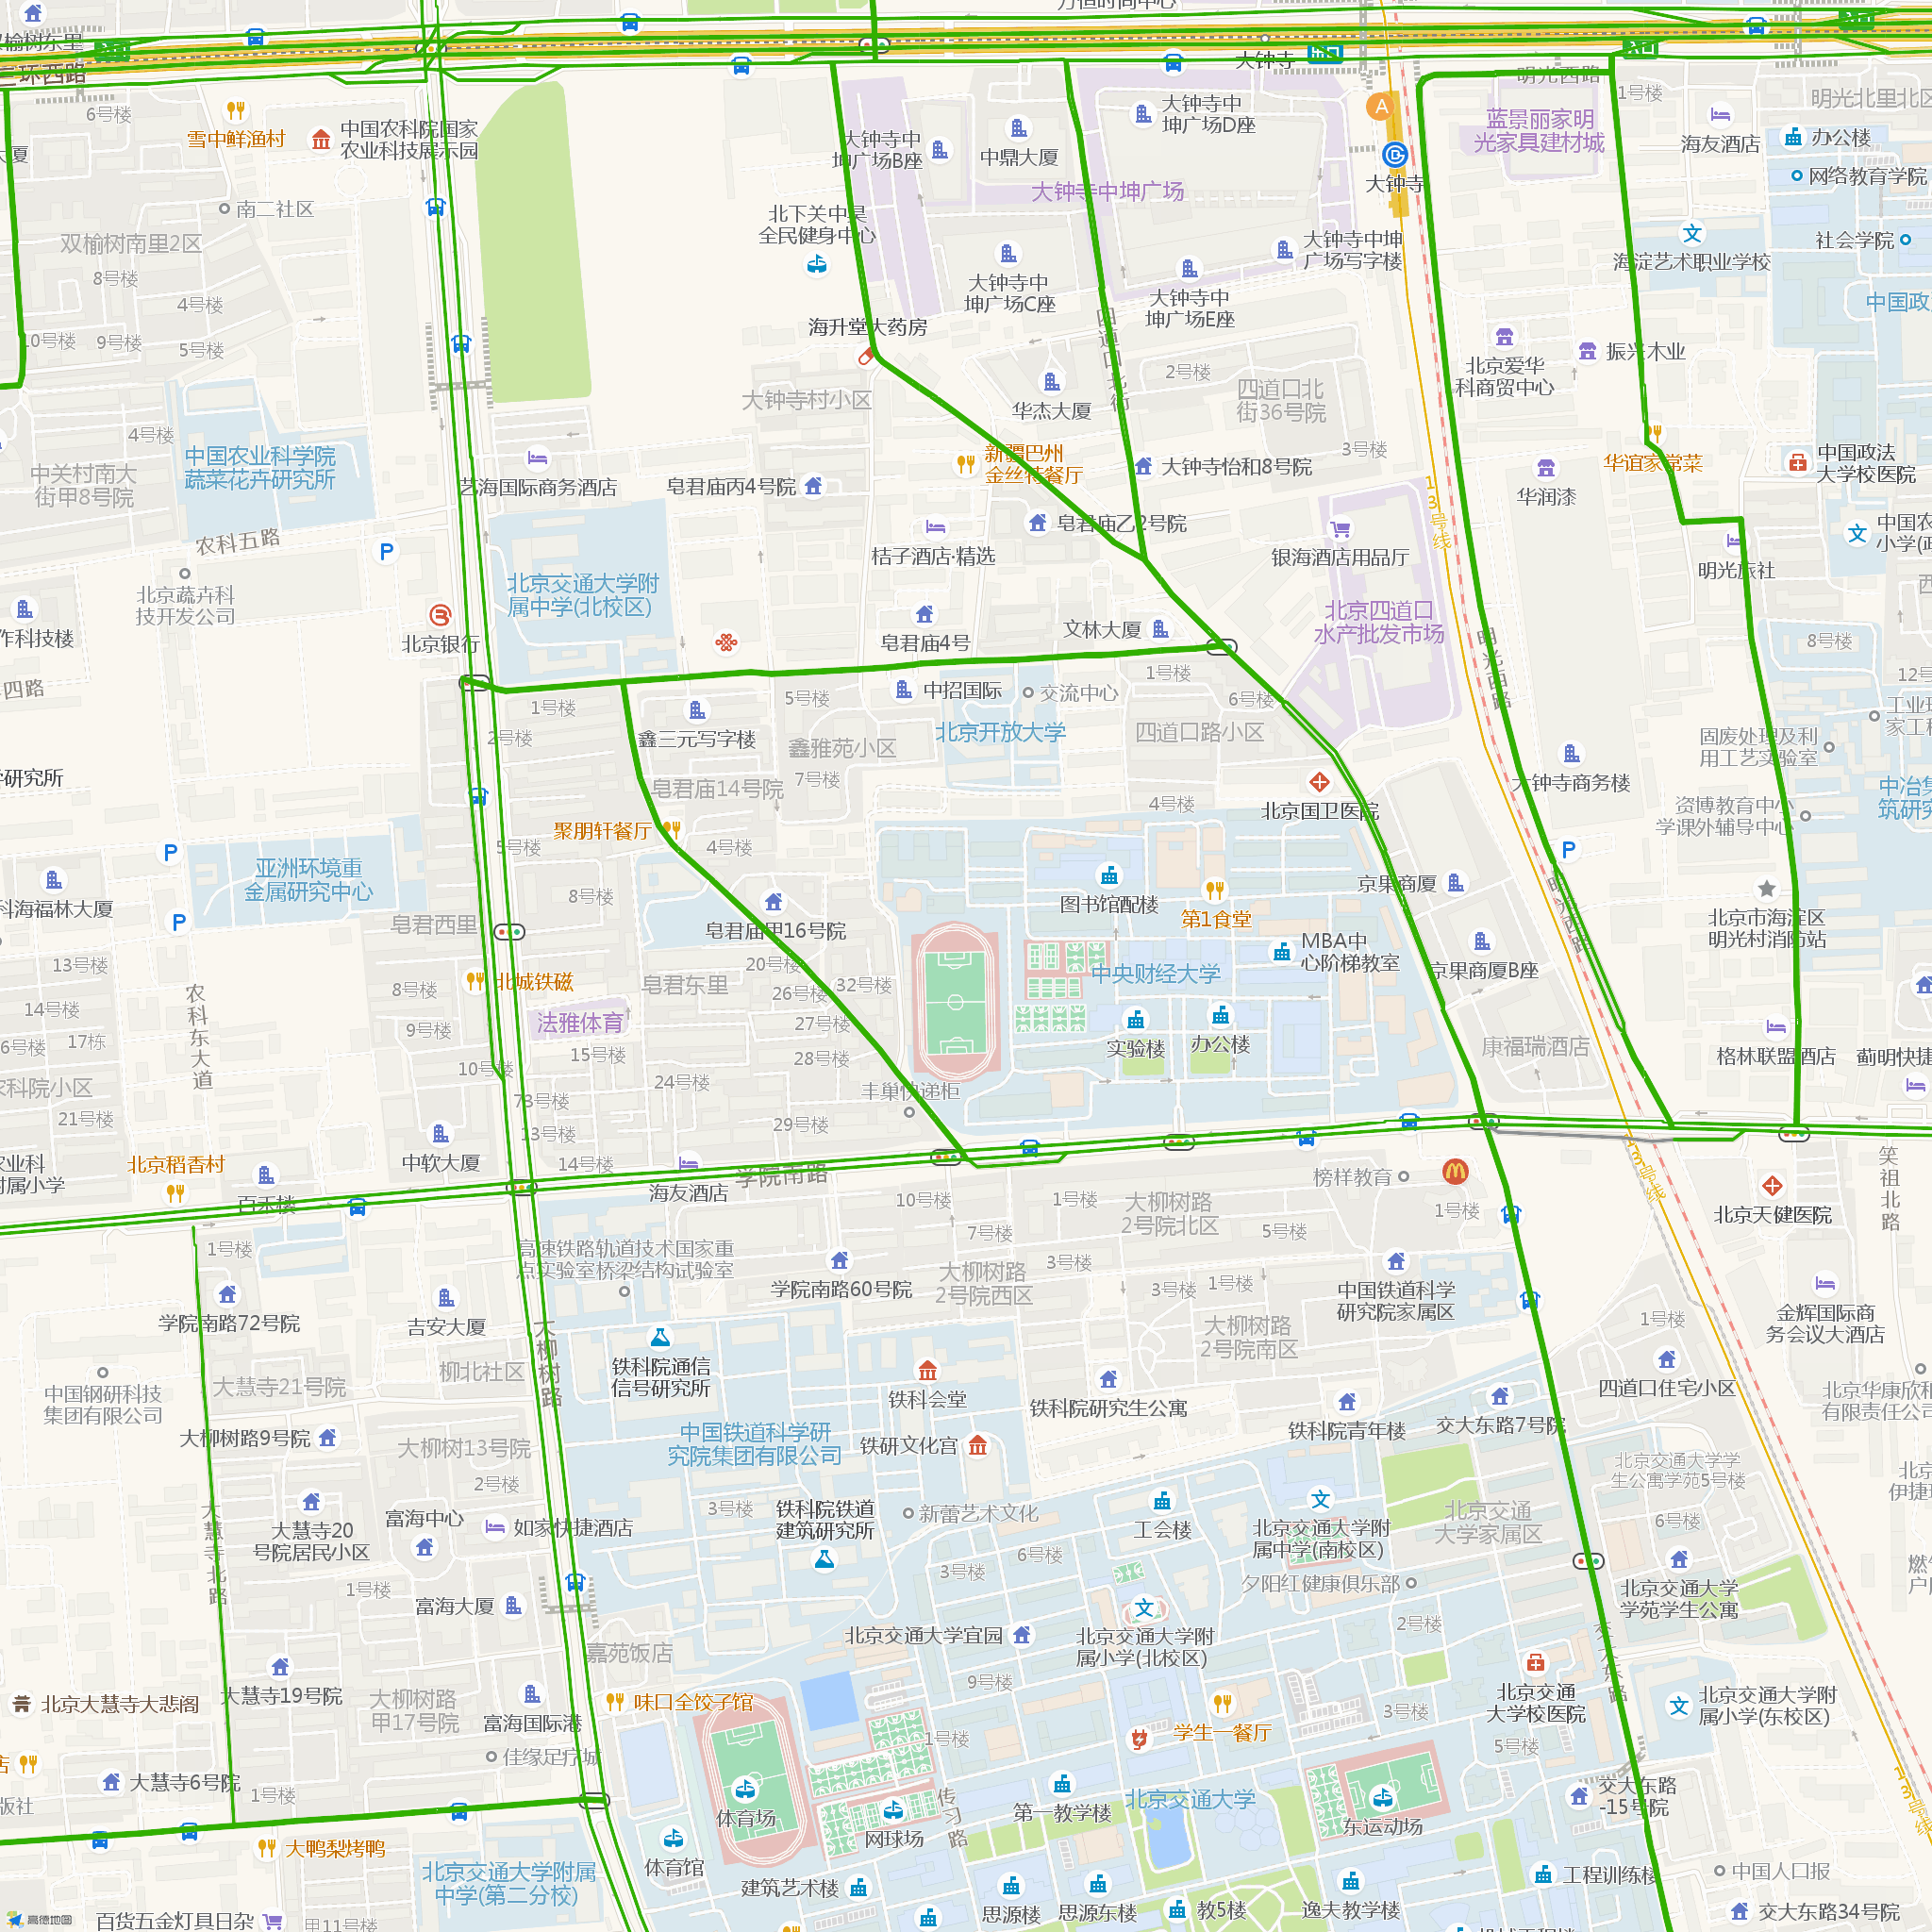 万恒时尚中心
双榆树东里
三环西路
大钟寺
明光西路
6号楼
雪中鲜渔村
中国农科院国家
农业科技展示园
大钟寺中
坤广场B座
中鼎大厦
大钟寺中
坤广场D座
A
蓝景丽家明
光家具建材城
1号楼
明光北里北区
海友酒店
办公楼
大厦
大钟寺中坤广场
大钟寺
网络教育学院
南二社区
双榆树南里2区
北下关中昊
全民健身中心
大钟寺中坤
广场写字楼
社会学院
海淀艺术职业学校
8号楼
4号楼
大钟寺中
坤广场C座
大钟寺中
坤广场E座
中国政
10号楼
9号楼
5号楼
海升堂大药房
四道口北街
2号楼
北京爱华
科商贸中心
振兴木业
大钟寺村小区
华杰大厦
四道口北
街36号院
4号楼
中国农业科学院
蔬菜花卉研究所
中关村南大
街甲8号院
3号楼
新疆巴州
金丝特餐厅
大钟寺怡和8号院
华谊家常菜
中国政法
大学校医院
艺海国际商务酒店
皂君庙丙4号院
华润漆
13号线
农科五路
桔子酒店·精选
皂君庙乙2号院
银海酒店用品厅
中国农
小学(政
明光旅社
北京蔬卉科
技开发公司
北京交通大学附
属中学(北校区)
作科技楼
北京银行
皂君庙4号
文林大厦
北京四道口
水产批发市场
明光西路
8号楼
四路
1号楼
5号楼
中招国际
交流中心
1号楼
6号楼
12号
2号楼
鑫三元写字楼
鑫雅苑小区
北京开放大学
四道口路小区
固废处理及利
用工艺实验室
工业环
家工程
学研究所
皂君庙14号院
7号楼
北京国卫医院
大钟寺商务楼
4号楼
资博教育中心
学课外辅导中心
中冶集
筑研究
聚朋轩餐厅
4号楼
5号楼
亚洲环境重
金属研究中心
科海福林大厦
8号楼
图书馆配楼
第1食堂
京果商厦
皂君西里
皂君庙甲16号院
北京市海淀区
明光村消防站
MBA中
心阶梯教室
中央财经大学
京果商厦B座
13号楼
8号楼
北城铁磁
皂君东里
20号楼
26号楼
32号楼
14号楼
农科东大道
9号楼
法雅体育
27号楼
实验楼
办公楼
康福瑞酒店
格林联盟酒店
蓟明快捷
6号楼
17栋
10号楼
15号楼
28号楼
农科院小区
24号楼
丰巢快递柜
21号楼
73号楼
29号楼
13号楼
中软大厦
14号楼
农业科
附属小学
北京稻香村
海友酒店
学院南路
榜样教育
百禾楼
10号楼
1号楼
大柳树路
2号院北区
5号楼
1号楼
13号线
北京天健医院
笑祖北路
1号楼
高速铁路轨道技术国家重
点实验室桥梁结构试验室
7号楼
3号楼
学院南路72号院
吉安大厦
学院南路60号院
大柳树路
2号院西区
3号楼
1号楼
中国铁道科学
研究院家属区
金辉国际商
务会议大酒店
1号楼
大柳树路
大柳树路
2号院南区
中国钢研科技
集团有限公司
大慧寺21号院
柳北社区
铁科院通信
信号研究所
铁科会堂
铁科院研究生公寓
铁科院青年楼
交大东路7号院
四道口住宅小区
北京华康欣和
有限责任公司
大柳树路9号院
大柳树13号院
中国铁道科学研
究院集团有限公司
铁研文化宫
北京交通大学学
生公寓学苑5号楼
2号楼
大慧寺北路
大慧寺20
号院居民小区
富海中心
如家快捷酒店
3号楼
铁科院铁道
建筑研究所
新蕾艺术文化
工会楼
北京交通大学附
属中学(南校区)
北京交通
大学家属区
6号楼
1号楼
3号楼
6号楼
夕阳红健康俱乐部
北京交通大学
学苑学生公寓
富海大厦
嘉苑饭店
北京交通大学宜园
北京交通大学附
属小学(北校区)
2号楼
交大东路
北京大慧寺大悲阁
大慧寺19号院
大柳树路
甲17号院
富海国际港
味口全饺子馆
9号楼
北京交通
大学校医院
北京交通大学附
属小学(东校区)
1号楼
学生一餐厅
3号楼
佳缘足疗城
5号楼
大慧寺6号院
1号楼
体育场
传习路
第一教学楼
北京交通大学
东运动场
交大东路
-15号院
13号线
版社
大鸭梨烤鸭
网球场
体育馆
北京交通大学附属
中学(第二分校)
建筑艺术楼
思源楼
思源东楼
教5楼
逸夫教学楼
工程训练楼
中国人口报
交大东路34号院
高德地图
百货五金灯具日杂
甲11号楼